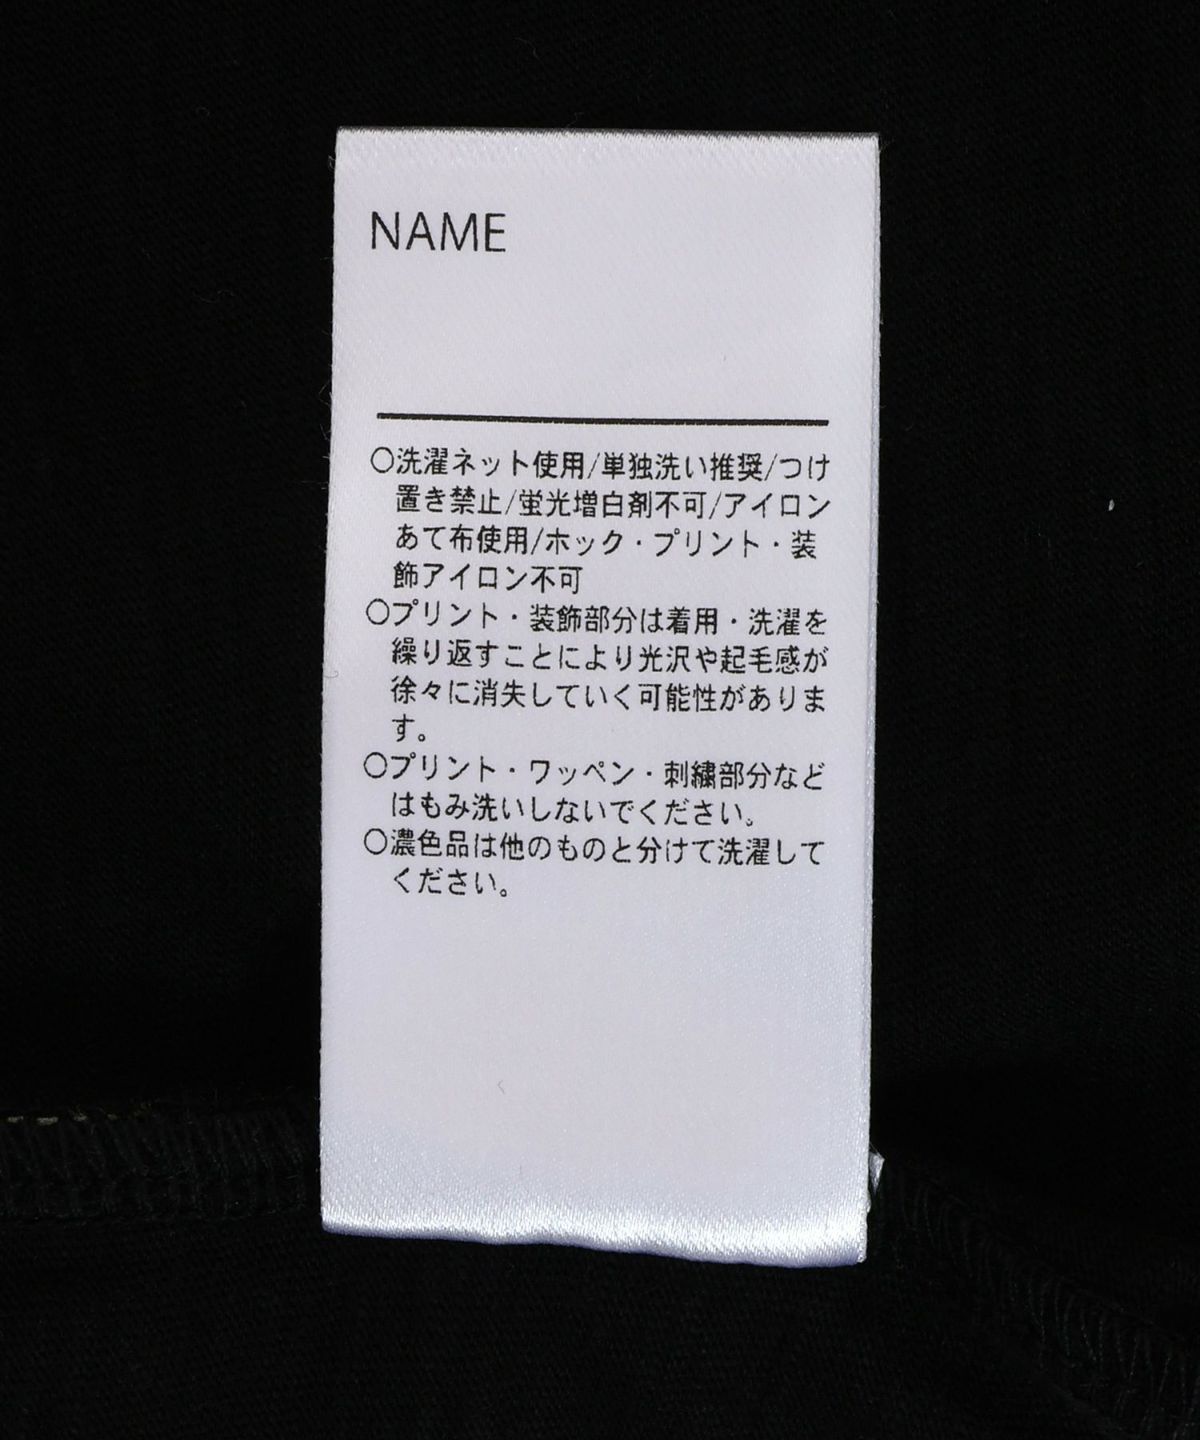 NAME
○洗濯ネット使用/単独洗い推奨/つけ
置き禁止/蛍光増白剤不可/アイロン
あて布使用/ホック・プリント・装
飾アイロン不可
○プリント・装飾部分は着用・洗濯を
繰り返すことにより光沢や起毛感が
徐々に消失していく可能性がありま
す。
○プリント・ワッペン・刺繍部分など
はもみ洗いしないでください。
○濃色品は他のものと分けて洗濯して
ください。